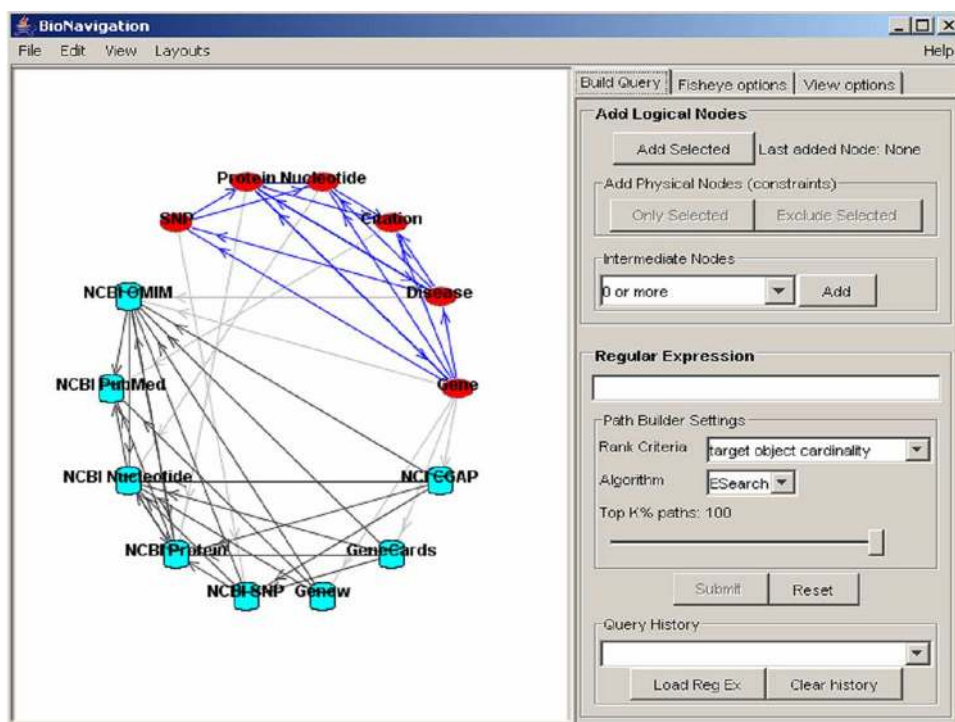 BioNavigation
File Edit View Layouts Help
Build Query Fisheye options View options
Add Logical Nodes
Add Selected Last added Node: None
Add Physical Nodes (constraints)
Only Selected Exclude Selected
Intermediate Nodes
0 or more Add
Regular Expression
Path Builder Settings
Rank Criteria target object cardinality
Algorithm ESearch
Top K% paths: 100
Submit Reset
Query History
Load Reg Ex Clear history
Protein Nucleotide
SNP Citation
NCBI OMIM Disease
NCBI PubMed Gene
NCBI Nucleotide NCI CGAP
NCBI Protein GeneCards
NCBI SNP Genew